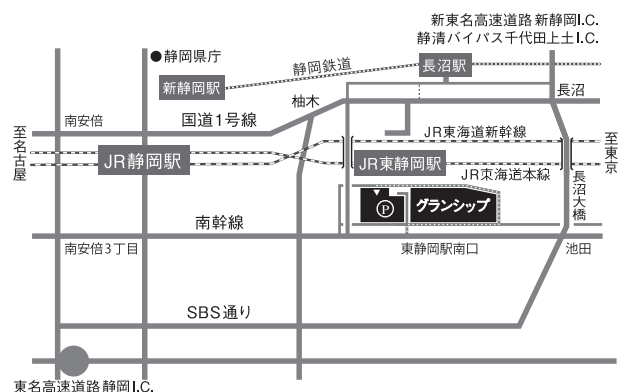 新東名高速道路 新静岡I.C.
静清バイパス千代田上土I.C.
●静岡県庁
静岡鉄道
長沼駅
新静岡駅
柚木
長沼
南安倍
国道1号線
JR東海道新幹線
至名古屋
JR静岡駅
JR東静岡駅
至東京
JR東海道本線
長沼大橋
P
グランシップ
南幹線
南安倍3丁目
東静岡駅南口
池田
SBS通り
東名高速道路 静岡I.C.